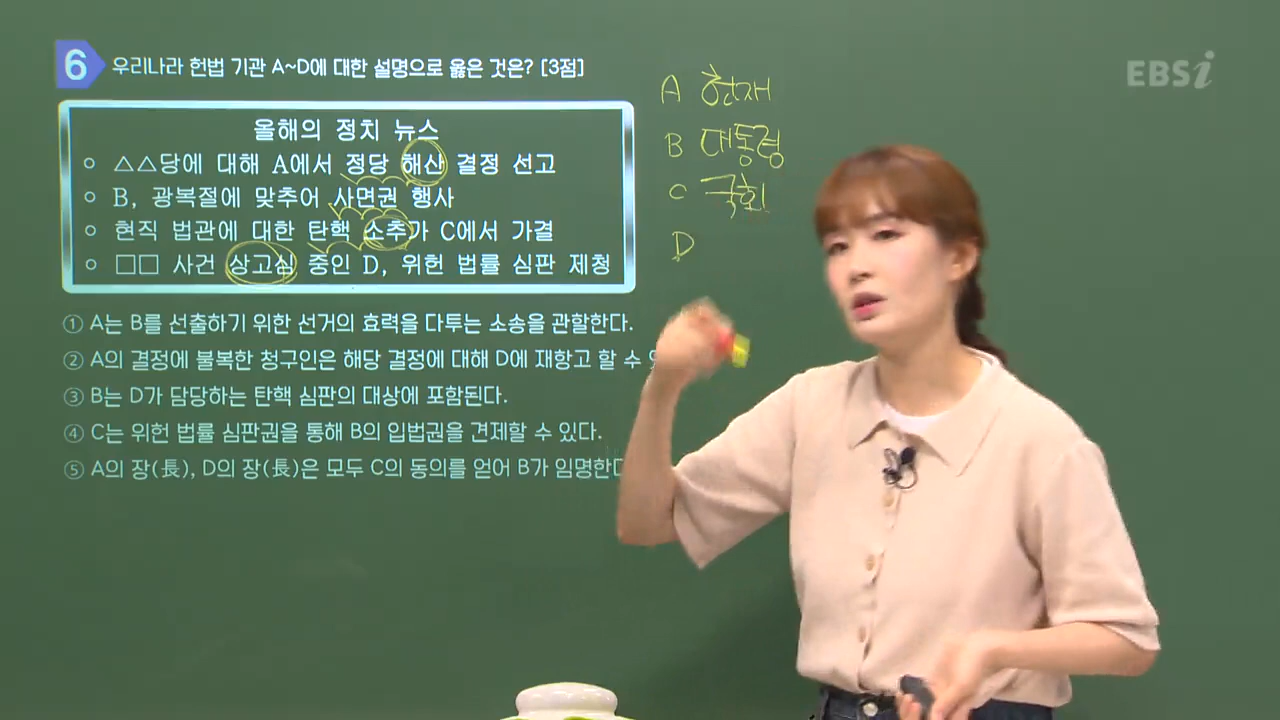 6 우리나라 헌법 기관 A~D에 대한 설명으로 옳은 것은? [3점]
올해의 정치 뉴스
○ △△당에 대해 A에서 정당 해산 결정 선고
○ B, 광복절에 맞추어 사면권 행사
○ 현직 법관에 대한 탄핵 소추가 C에서 가결
○ □□ 사건 상고심 중인 D, 위헌 법률 심판 제청
① A는 B를 선출하기 위한 선거의 효력을 다투는 소송을 관할한다.
② A의 결정에 불복한 청구인은 해당 결정에 대해 D에 재항고 할 수
③ B는 D가 담당하는 탄핵 심판의 대상에 포함된다.
④ C는 위헌 법률 심판권을 통해 B의 입법권을 견제할 수 있다.
⑤ A의 장(長), D의 장(長)은 모두 C의 동의를 얻어 B가 임명한
A 헌재
B 대통령
C 국회
D
EBSi